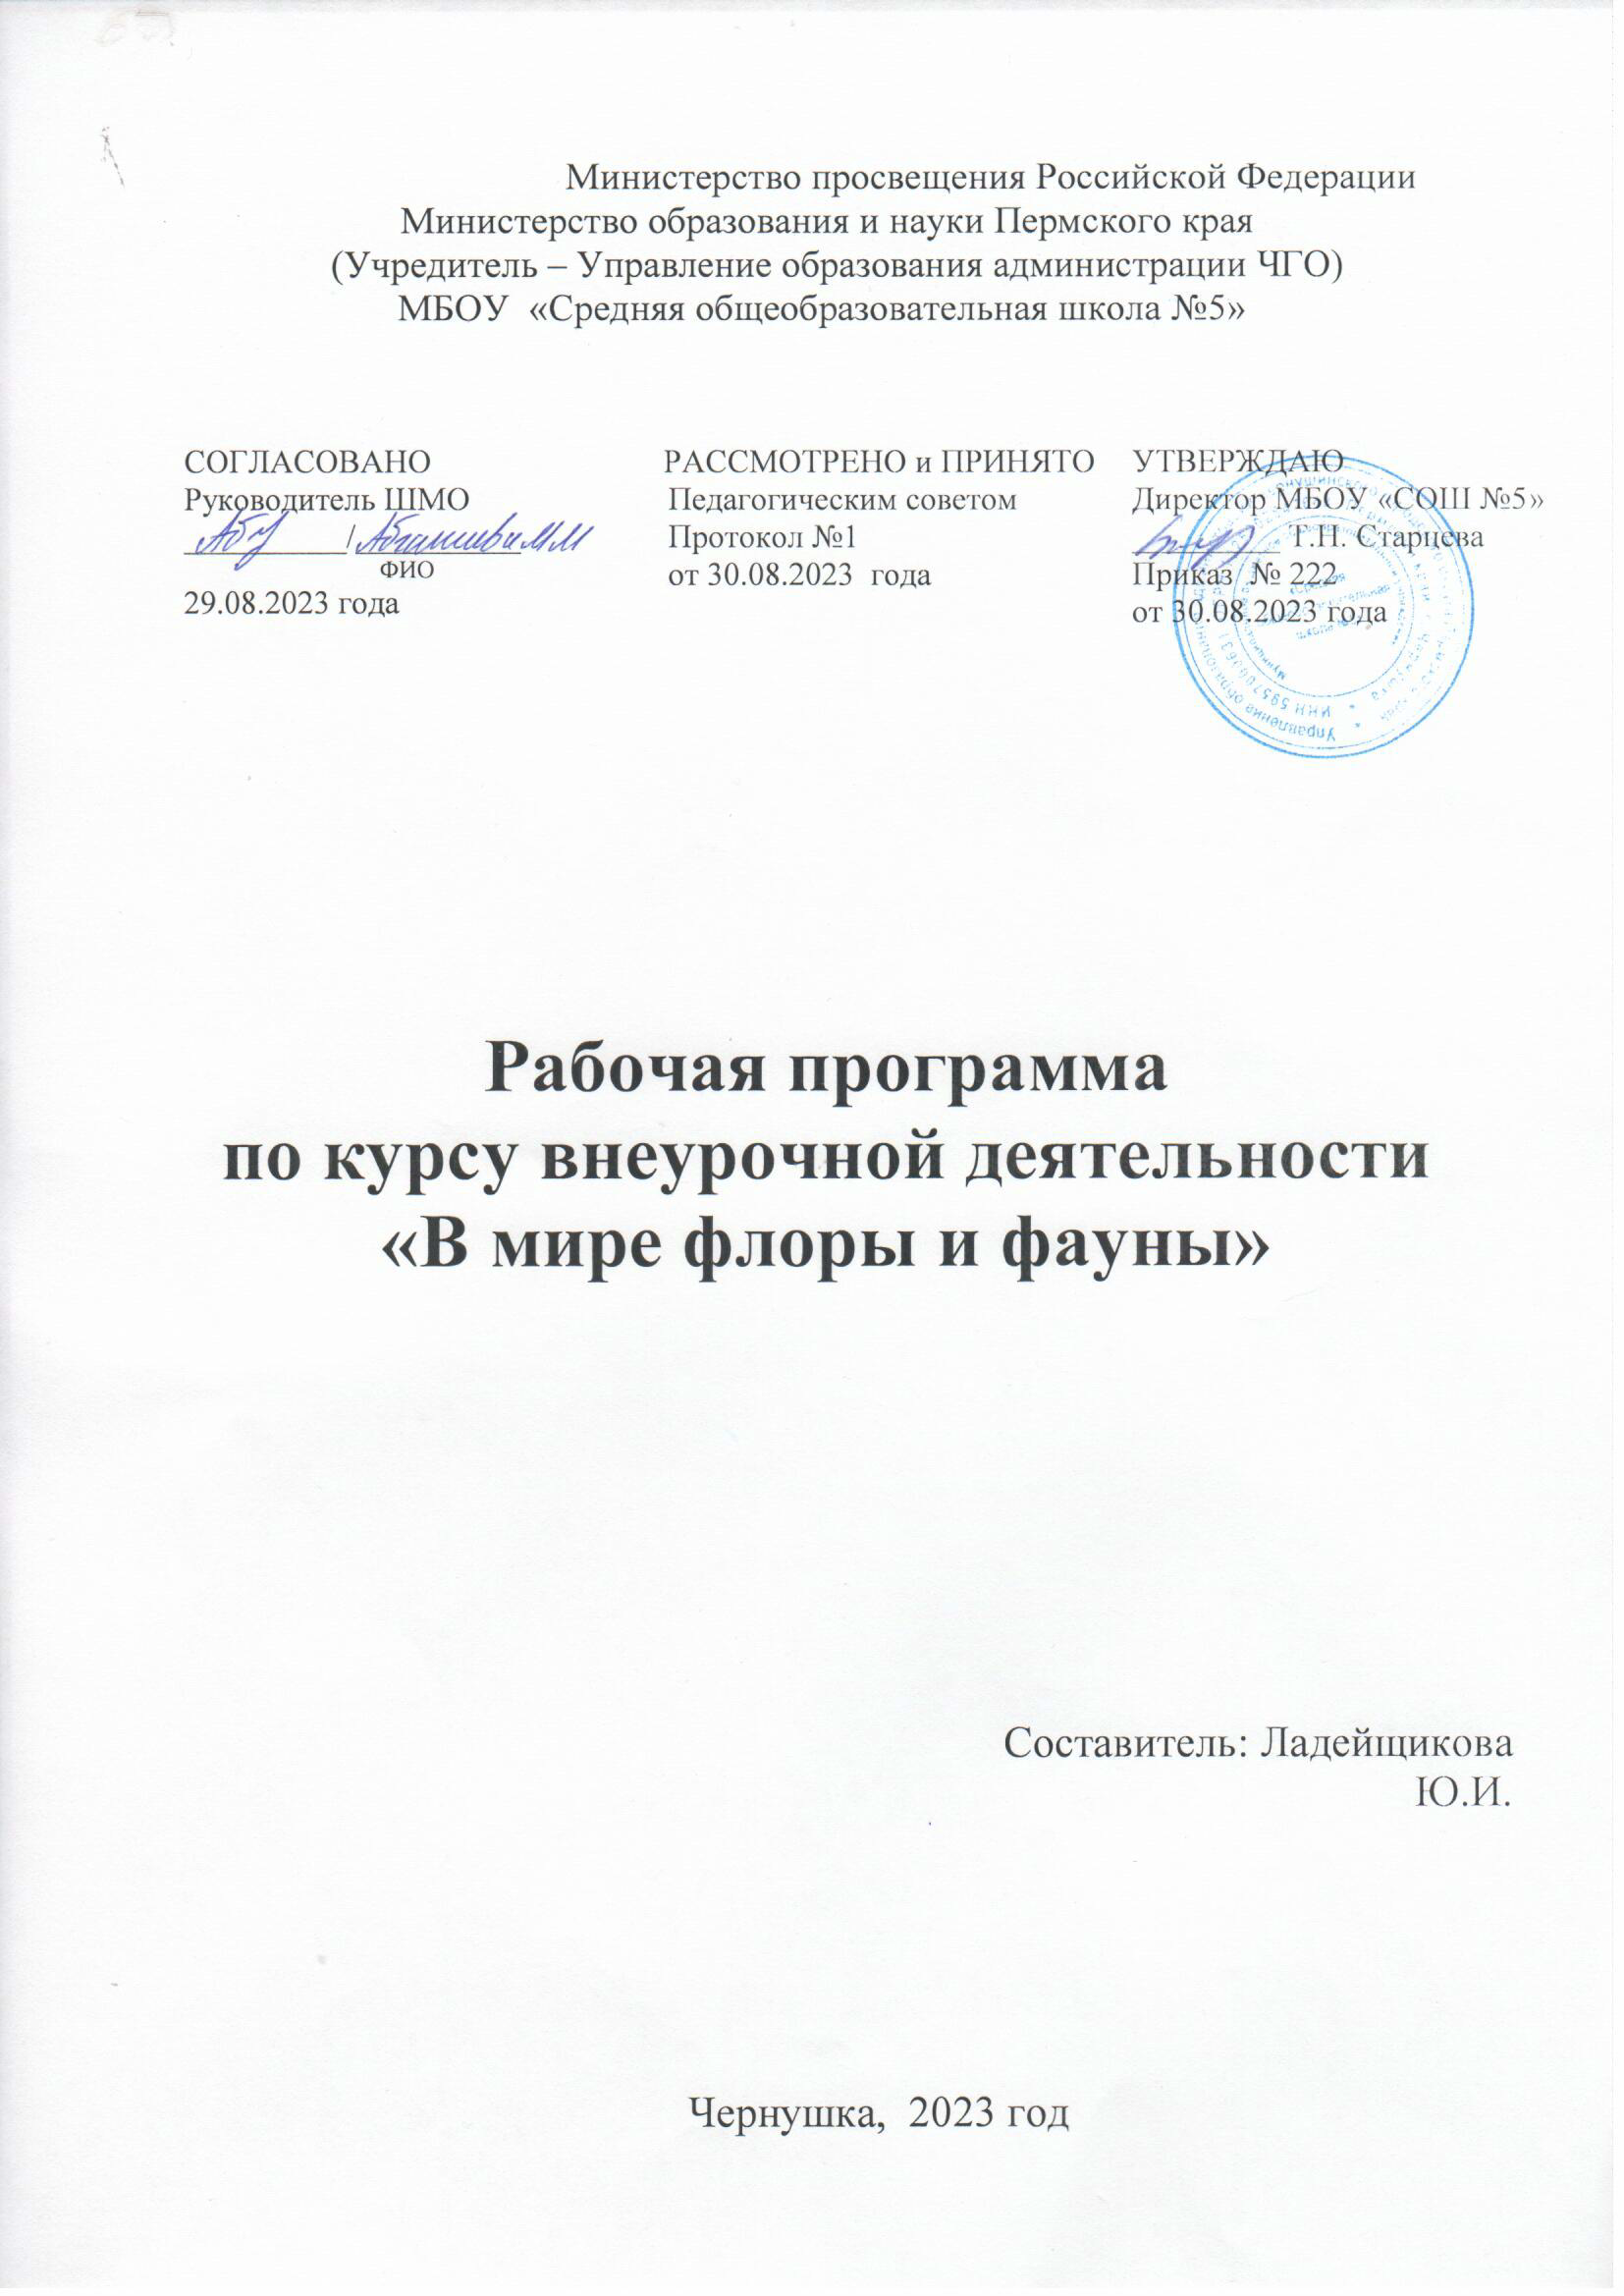 Министерство просвещения Российской Федерации
Министерство образования и науки Пермского края
(Учредитель – Управление образования администрации ЧГО)
МБОУ «Средняя общеобразовательная школа №5»
СОГЛАСОВАНО
Руководитель ШМО
/
ФИО
29.08.2023 года
РАССМОТРЕНО и ПРИНЯТО
Педагогическим советом
Протокол №1
от 30.08.2023 года
УТВЕРЖДАЮ
Директор МБОУ «СОШ №5»
Т.Н. Старцева
Приказ № 222
от 30.08.2023 года
Рабочая программа
по курсу внеурочной деятельности
«В мире флоры и фауны»
Составитель: Ладейщикова
Ю.И.
Чернушка, 2023 год